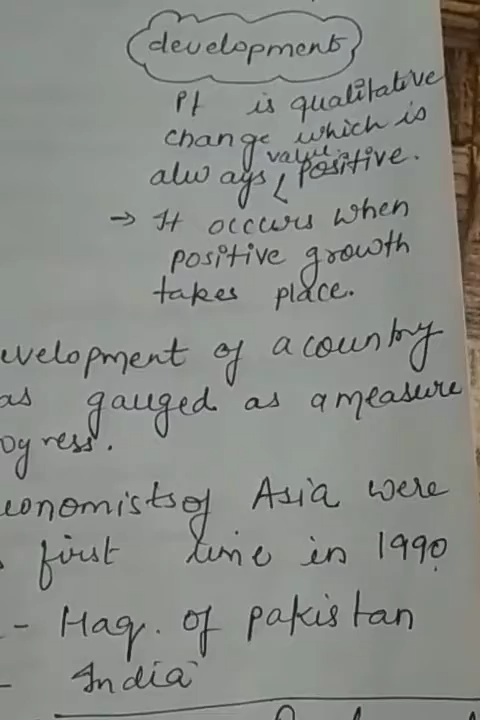 development
It is qualitative
change which is
value
always positive.
→ It occurs when
positive growth
takes place.
evelopment of a country
as gauged as a measure
ogress.
conomists of Asia were
first time in 1990
- Haq. of pakistan
- India